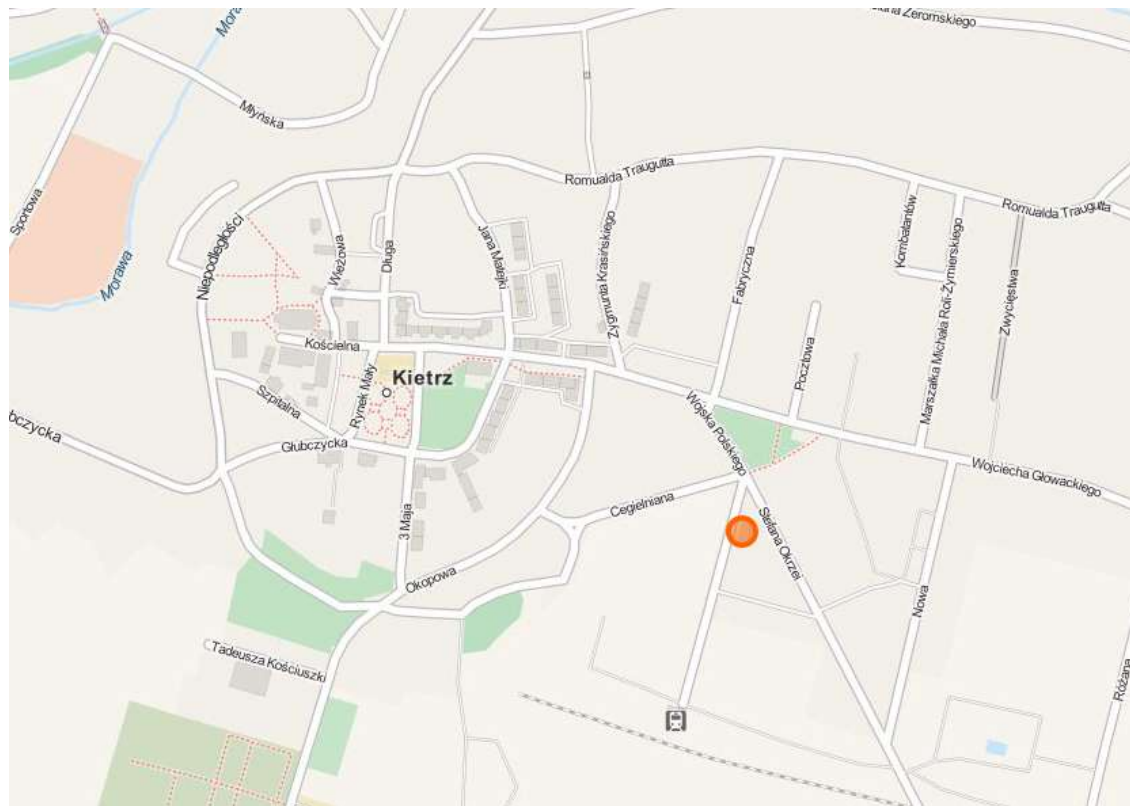 Stefana Żeromskiego
Młyńska
Sportowa
Morawa
Niepodległości
Wieżowa
Długa
Jana Matejki
Romualda Traugutta
Zygmunta Krasińskiego
Fabryczna
Kombatantów
Marszałka Michała Roli-Żymierskiego
Romualda Traugutta
Zwycięstwa
Pocztowa
Kościelna
Kietrz
Rynek Mały
Szpitalna
Głubczycka
bczycka
3 Maja
Wojska Polskiego
Wojciecha Głowackiego
Cegielniana
Stefana Okrzei
Okopowa
Nowa
Różana
Tadeusza Kościuszki